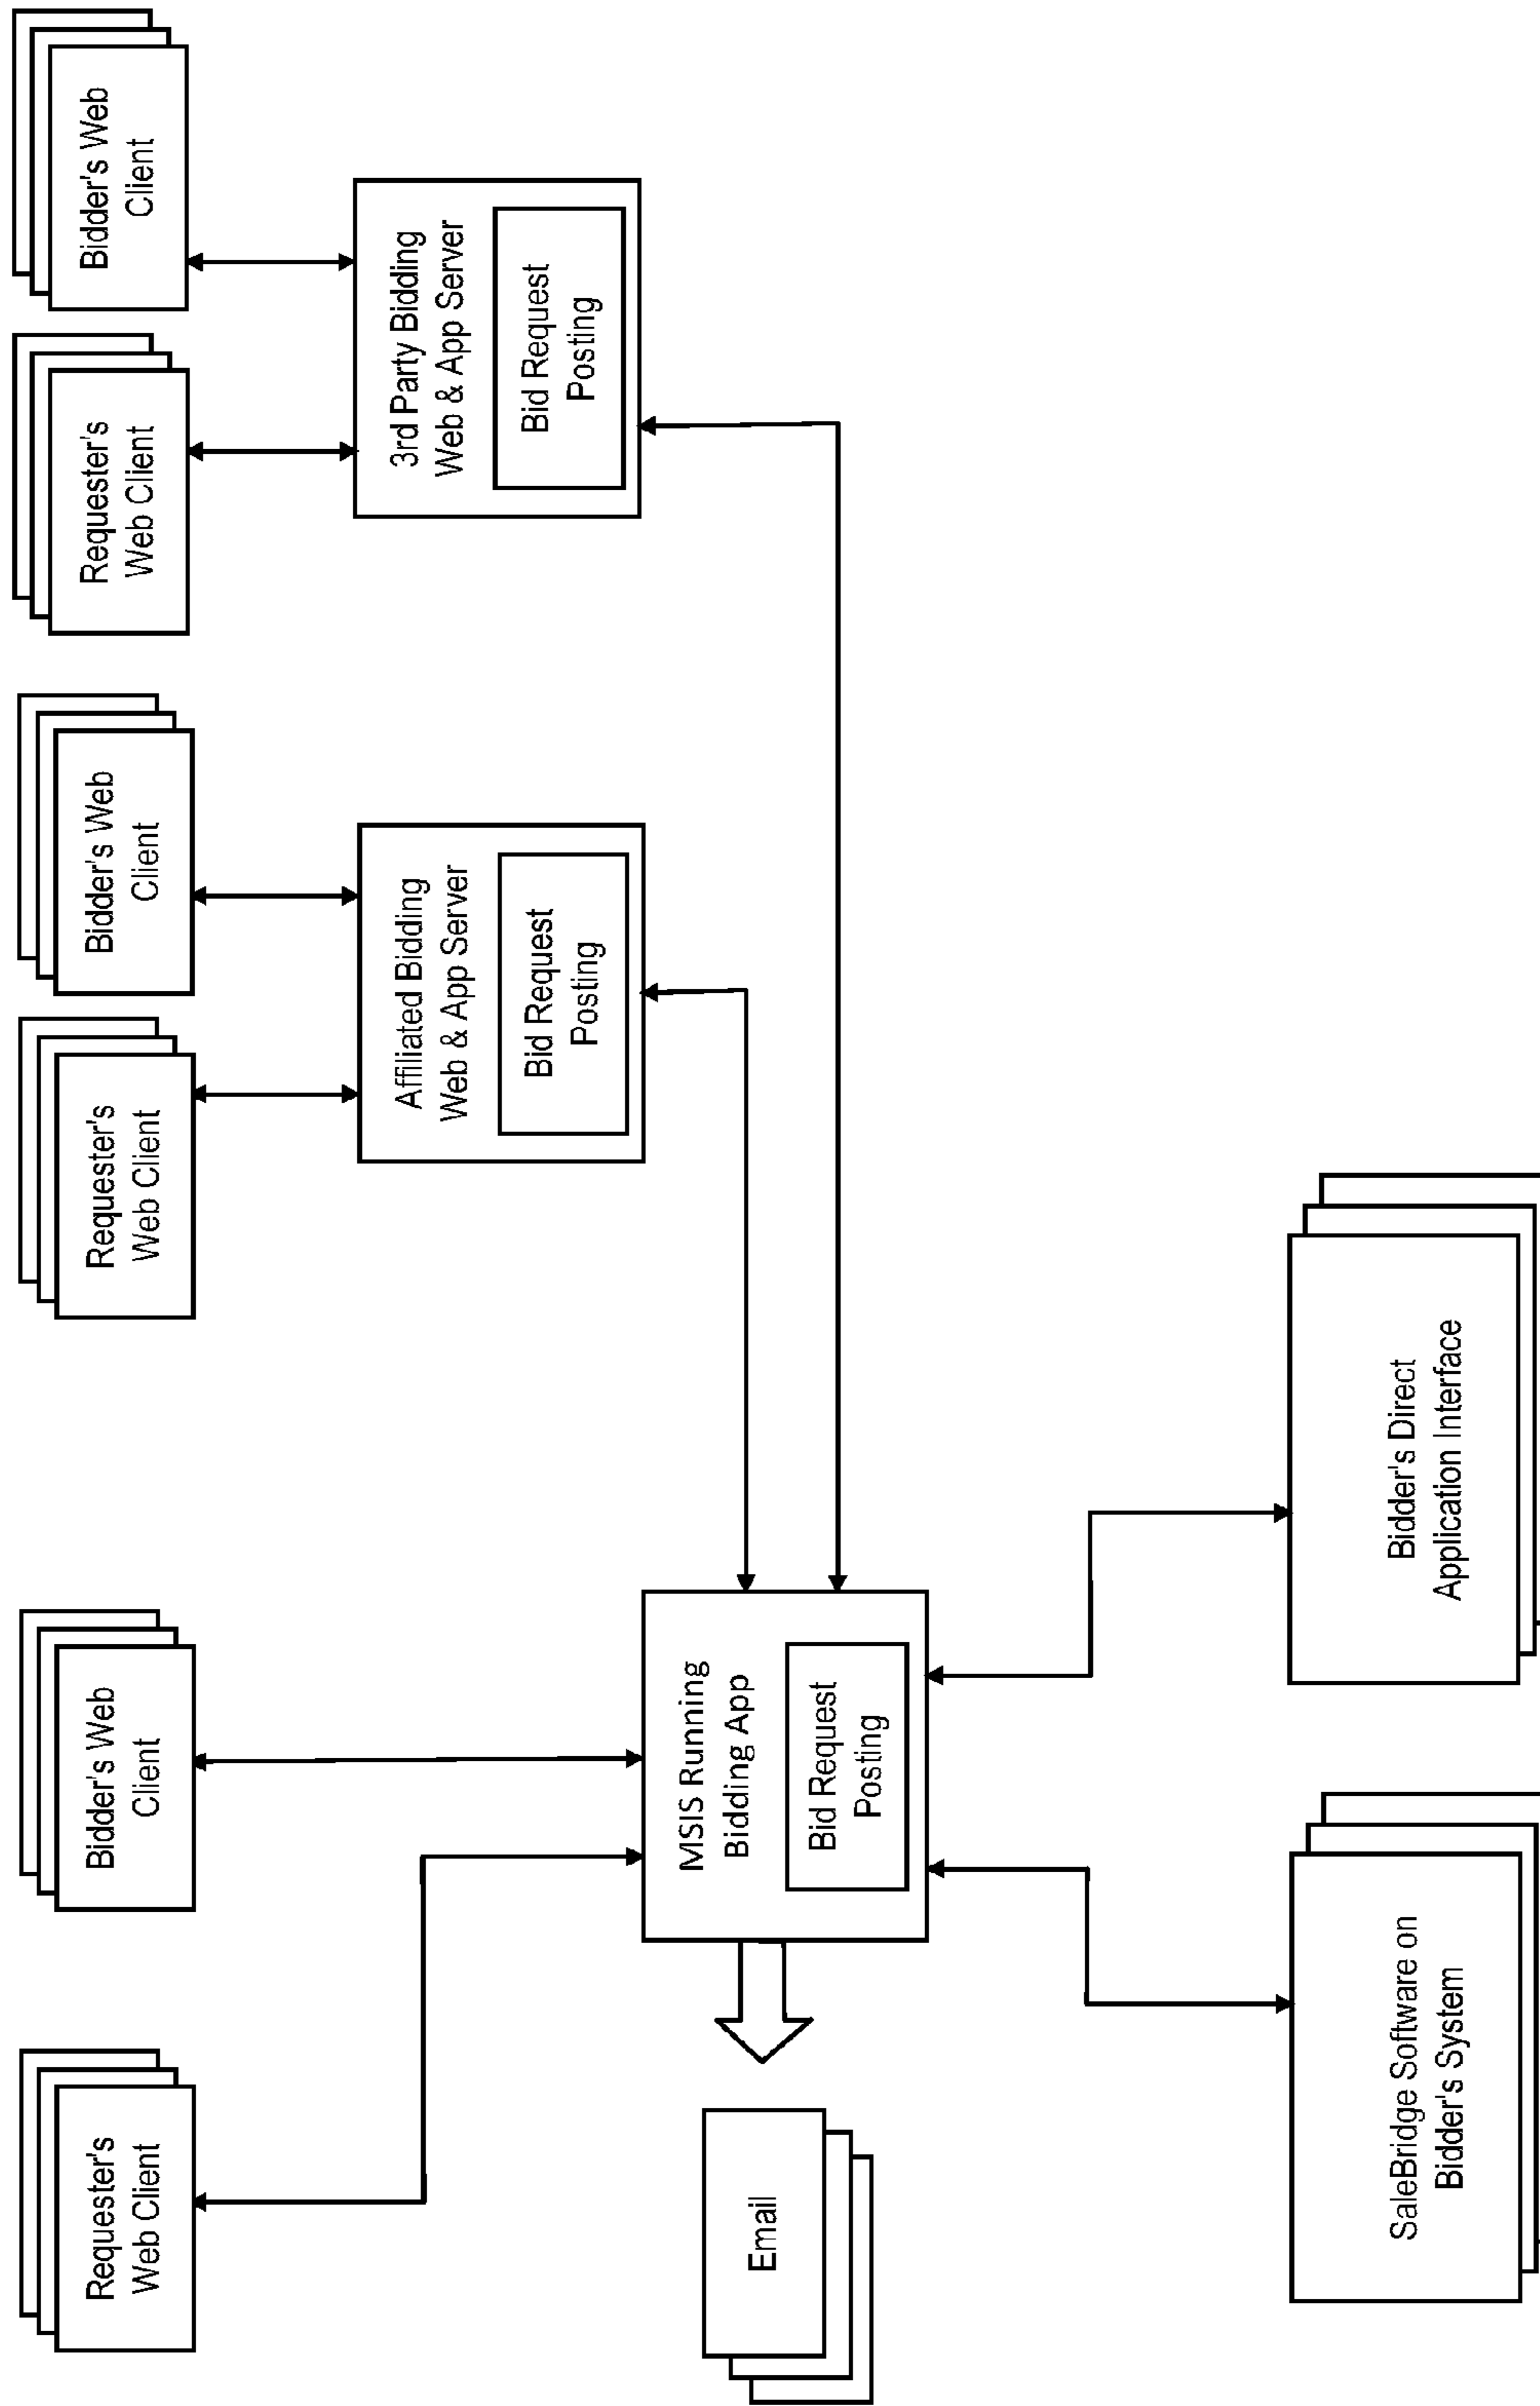 Requester's
Web Client
Bidder's Web
Client
Requester's
Web Client
Bidder's Web
Client
Requester's
Web Client
Bidder's Web
Client
Affiliated Bidding
Web & App Server
Bid Request
Posting
3rd Party Bidding
Web & App Server
Bid Request
Posting
Email
MSIS Running
Bidding App
Bid Request
Posting
SaleBridge Software on
Bidder's System
Bidder's Direct
Application Interface